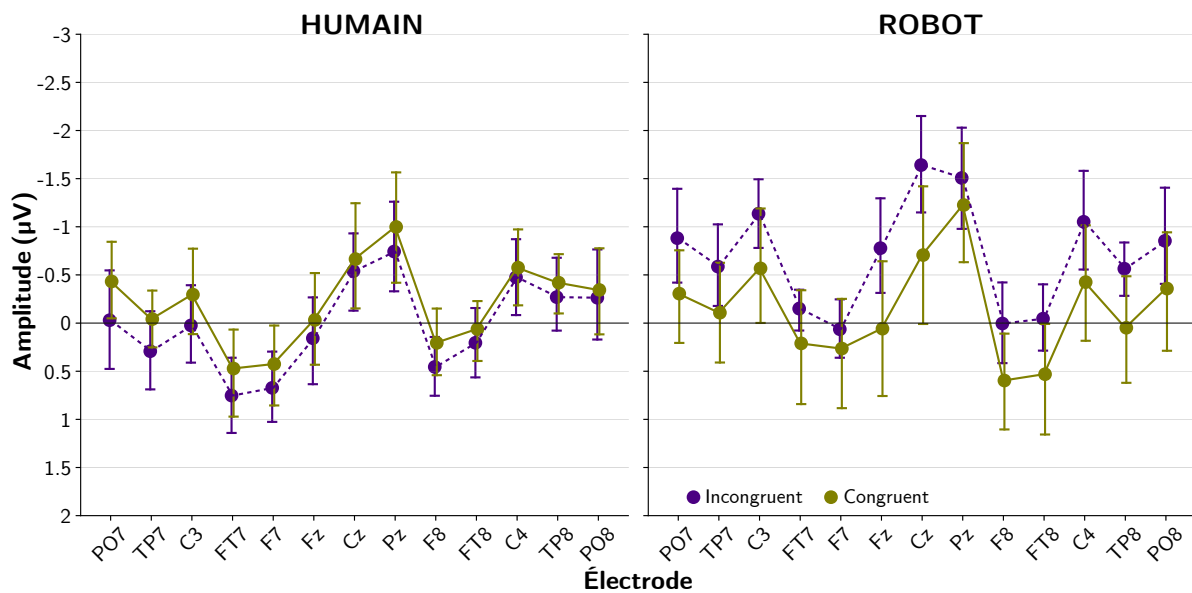 HUMAIN
ROBOT
Amplitude (µV)
-3
-2.5
-2
-1.5
-1
-0.5
0
0.5
1
1.5
2
Incongruent
Congruent
PO7
TP7
C3
FT7
F7
Fz
Cz
Pz
F8
FT8
C4
TP8
PO8
PO7
TP7
C3
FT7
F7
Fz
Cz
Pz
F8
FT8
C4
TP8
PO8
Électrode